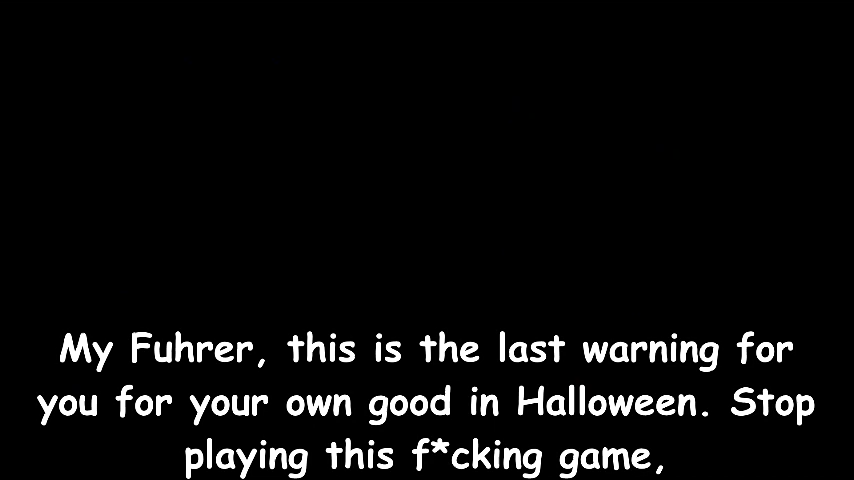 My Fuhrer, this is the last warning for
you for your own good in Halloween. Stop
playing this f*cking game,